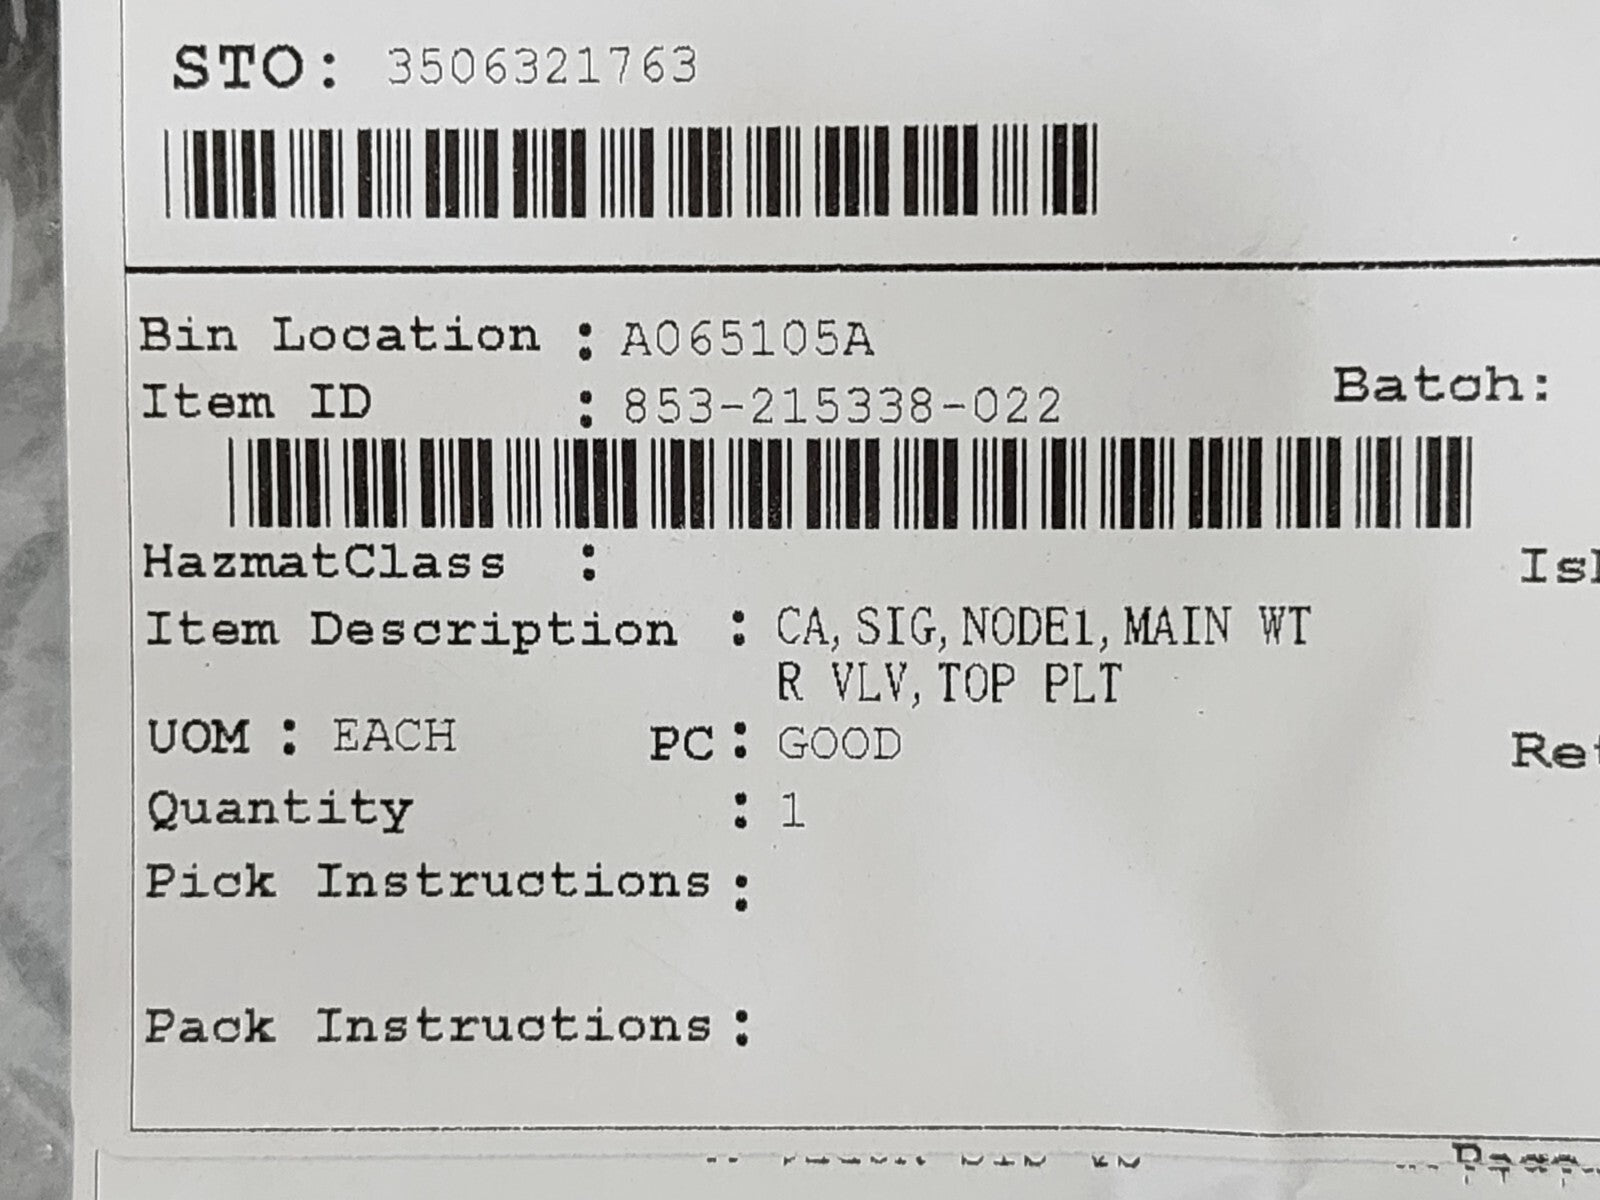 STO: 3506321763
Bin Location : A065105A
Item ID : 853-215338-022
Batch:
HazmatClass :
Item Description : CA, SIG, NODE1, MAIN WT
R VLV, TOP PLT
UOM : EACH PC: GOOD
Quantity : 1
Pick Instructions :
Pack Instructions :